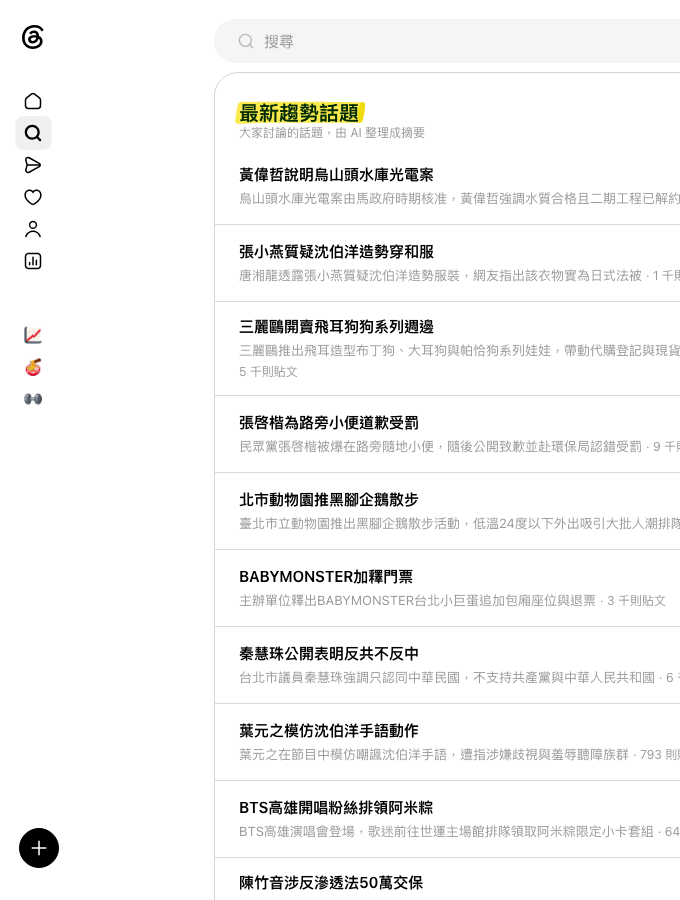 搜尋
最新趨勢話題
大家討論的話題，由 AI 整理成摘要
黃偉哲說明烏山頭水庫光電案
烏山頭水庫光電案由馬政府時期核准，黃偉哲強調水質合格且二期工程已解約
張小燕質疑沈伯洋造勢穿和服
唐湘龍透露張小燕質疑沈伯洋造勢服裝，網友指出該衣物實為日式法被 · 1 千則
三麗鷗開賣飛耳狗狗系列週邊
三麗鷗推出飛耳造型布丁狗、大耳狗與帕恰狗系列娃娃，帶動代購登記與現貨
5 千則貼文
張啓楷為路旁小便道歉受罰
民眾黨張啓楷被爆在路旁隨地小便，隨後公開致歉並赴環保局認錯受罰 · 9 千
北市動物園推黑腳企鵝散步
臺北市立動物園推出黑腳企鵝散步活動，低溫24度以下外出吸引大批人潮排隊
BABYMONSTER加釋門票
主辦單位釋出BABYMONSTER台北小巨蛋追加包廂座位與退票 · 3 千則貼文
秦慧珠公開表明反共不反中
台北市議員秦慧珠強調只認同中華民國，不支持共產黨與中華人民共和國 · 6
葉元之模仿沈伯洋手語動作
葉元之在節目中模仿嘲諷沈伯洋手語，遭指涉嫌歧視與羞辱聽障族群 · 793 則
BTS高雄開唱粉絲排領阿米粽
BTS高雄演唱會登場，歌迷前往世運主場館排隊領取阿米粽限定小卡套組 · 64
陳竹音涉反滲透法50萬交保